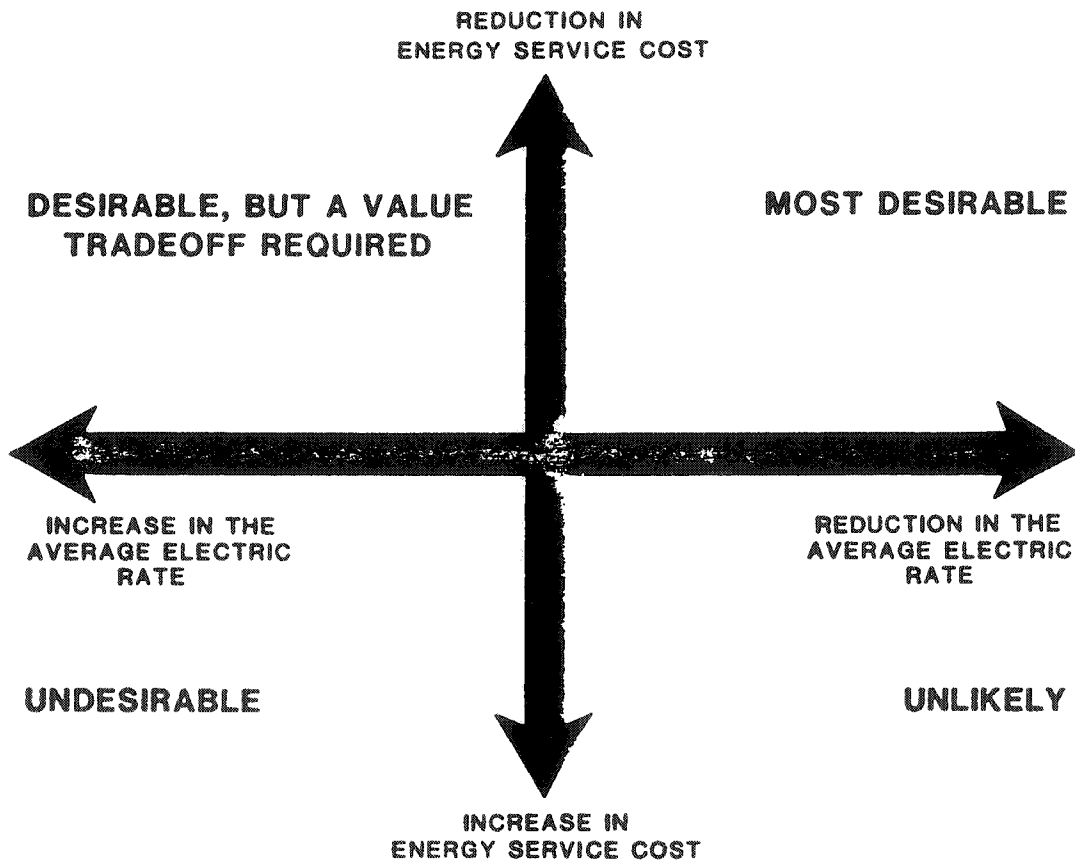 REDUCTION IN
ENERGY SERVICE COST
DESIRABLE, BUT A VALUE
TRADEOFF REQUIRED
MOST DESIRABLE
INCREASE IN THE
AVERAGE ELECTRIC
RATE
REDUCTION IN THE
AVERAGE ELECTRIC
RATE
UNDESIRABLE
UNLIKELY
INCREASE IN
ENERGY SERVICE COST